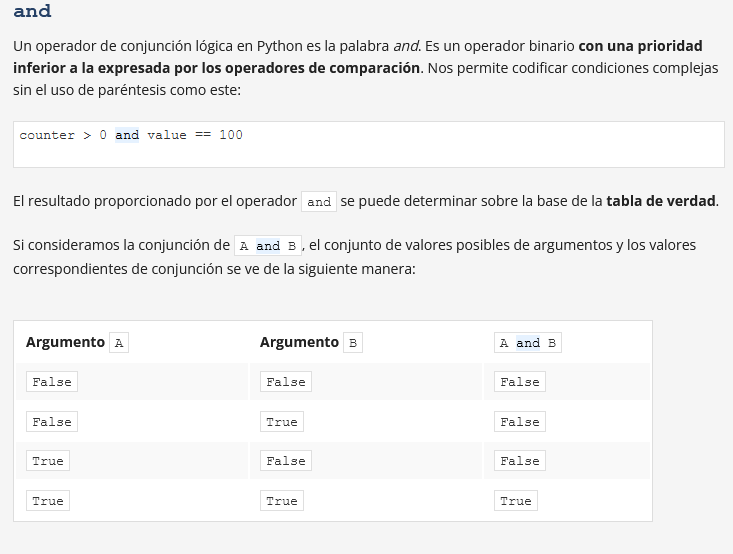 and
Un operador de conjunción lógica en Python es la palabra and. Es un operador binario con una prioridad
inferior a la expresada por los operadores de comparación. Nos permite codificar condiciones complejas
sin el uso de paréntesis como este:
counter > 0 and value == 100
El resultado proporcionado por el operador and se puede determinar sobre la base de la tabla de verdad.
Si consideramos la conjunción de A and B, el conjunto de valores posibles de argumentos y los valores
correspondientes de conjunción se ve de la siguiente manera:
Argumento A Argumento B A and B
False False False
False True False
True False False
True True True